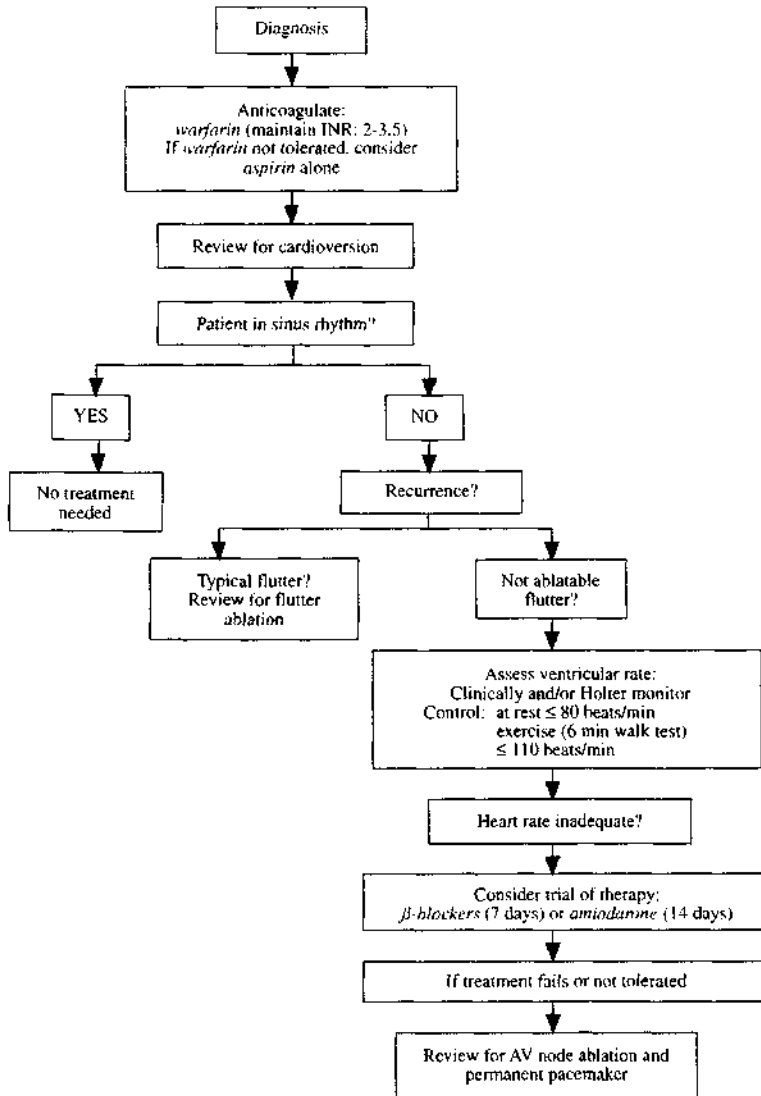 Diagnosis
Anticoagulate:
warfarin (maintain INR: 2-3.5)
If warfarin not tolerated, consider
aspirin alone
Review for cardioversion
Patient in sinus rhythm?
YES
NO
No treatment
needed
Recurrence?
Typical flutter?
Review for flutter
ablation
Not ablatable
flutter?
Assess ventricular rate:
Clinically and/or Holter monitor
Control: at rest ≤ 80 beats/min
exercise (6 min walk test)
≤ 110 beats/min
Heart rate inadequate?
Consider trial of therapy:
β-blockers (7 days) or amiodarone (14 days)
If treatment fails or not tolerated
Review for AV node ablation and
permanent pacemaker